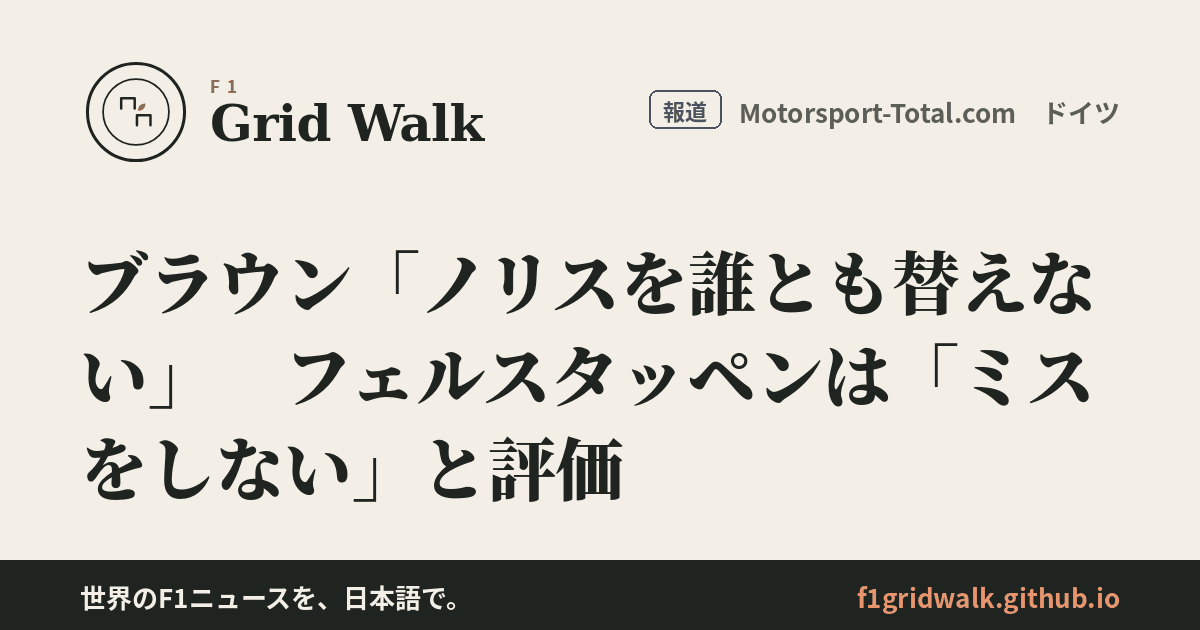 F1
Grid Walk
報道 Motorsport-Total.com ドイツ
ブラウン「ノリスを誰とも替えな
い」　フェルスタッペンは「ミス
をしない」と評価
世界のF1ニュースを、日本語で。
f1gridwalk.github.io